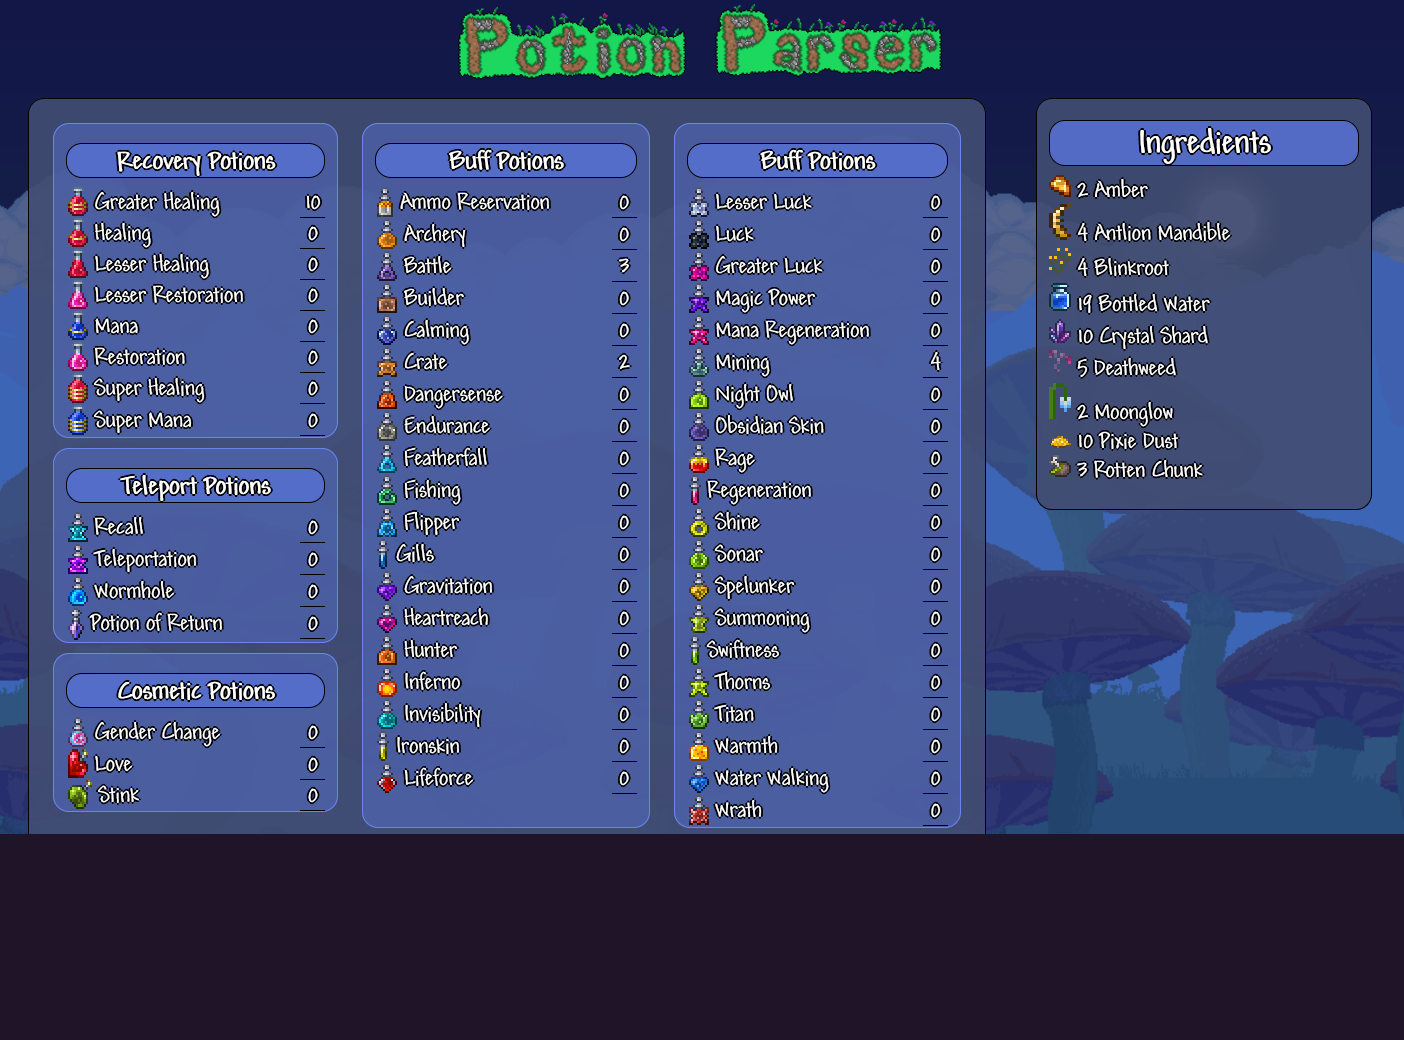 Potion Parser
Recovery Potions
Greater Healing 10
Healing 0
Lesser Healing 0
Lesser Restoration 0
Mana 0
Restoration 0
Super Healing 0
Super Mana 0
Teleport Potions
Recall 0
Teleportation 0
Wormhole 0
Potion of Return 0
Cosmetic Potions
Gender Change 0
Love 0
Stink 0
Buff Potions
Ammo Reservation 0
Archery 0
Battle 3
Builder 0
Calming 0
Crate 2
Dangersense 0
Endurance 0
Featherfall 0
Fishing 0
Flipper 0
Gills 0
Gravitation 0
Heartreach 0
Hunter 0
Inferno 0
Invisibility 0
Ironskin 0
Lifeforce 0
Buff Potions
Lesser Luck 0
Luck 0
Greater Luck 0
Magic Power 0
Mana Regeneration 0
Mining 4
Night Owl 0
Obsidian Skin 0
Rage 0
Regeneration 0
Shine 0
Sonar 0
Spelunker 0
Summoning 0
Swiftness 0
Thorns 0
Titan 0
Warmth 0
Water Walking 0
Wrath 0
Ingredients
2 Amber
4 Antlion Mandible
4 Blinkroot
19 Bottled Water
10 Crystal Shard
5 Deathweed
2 Moonglow
10 Pixie Dust
3 Rotten Chunk